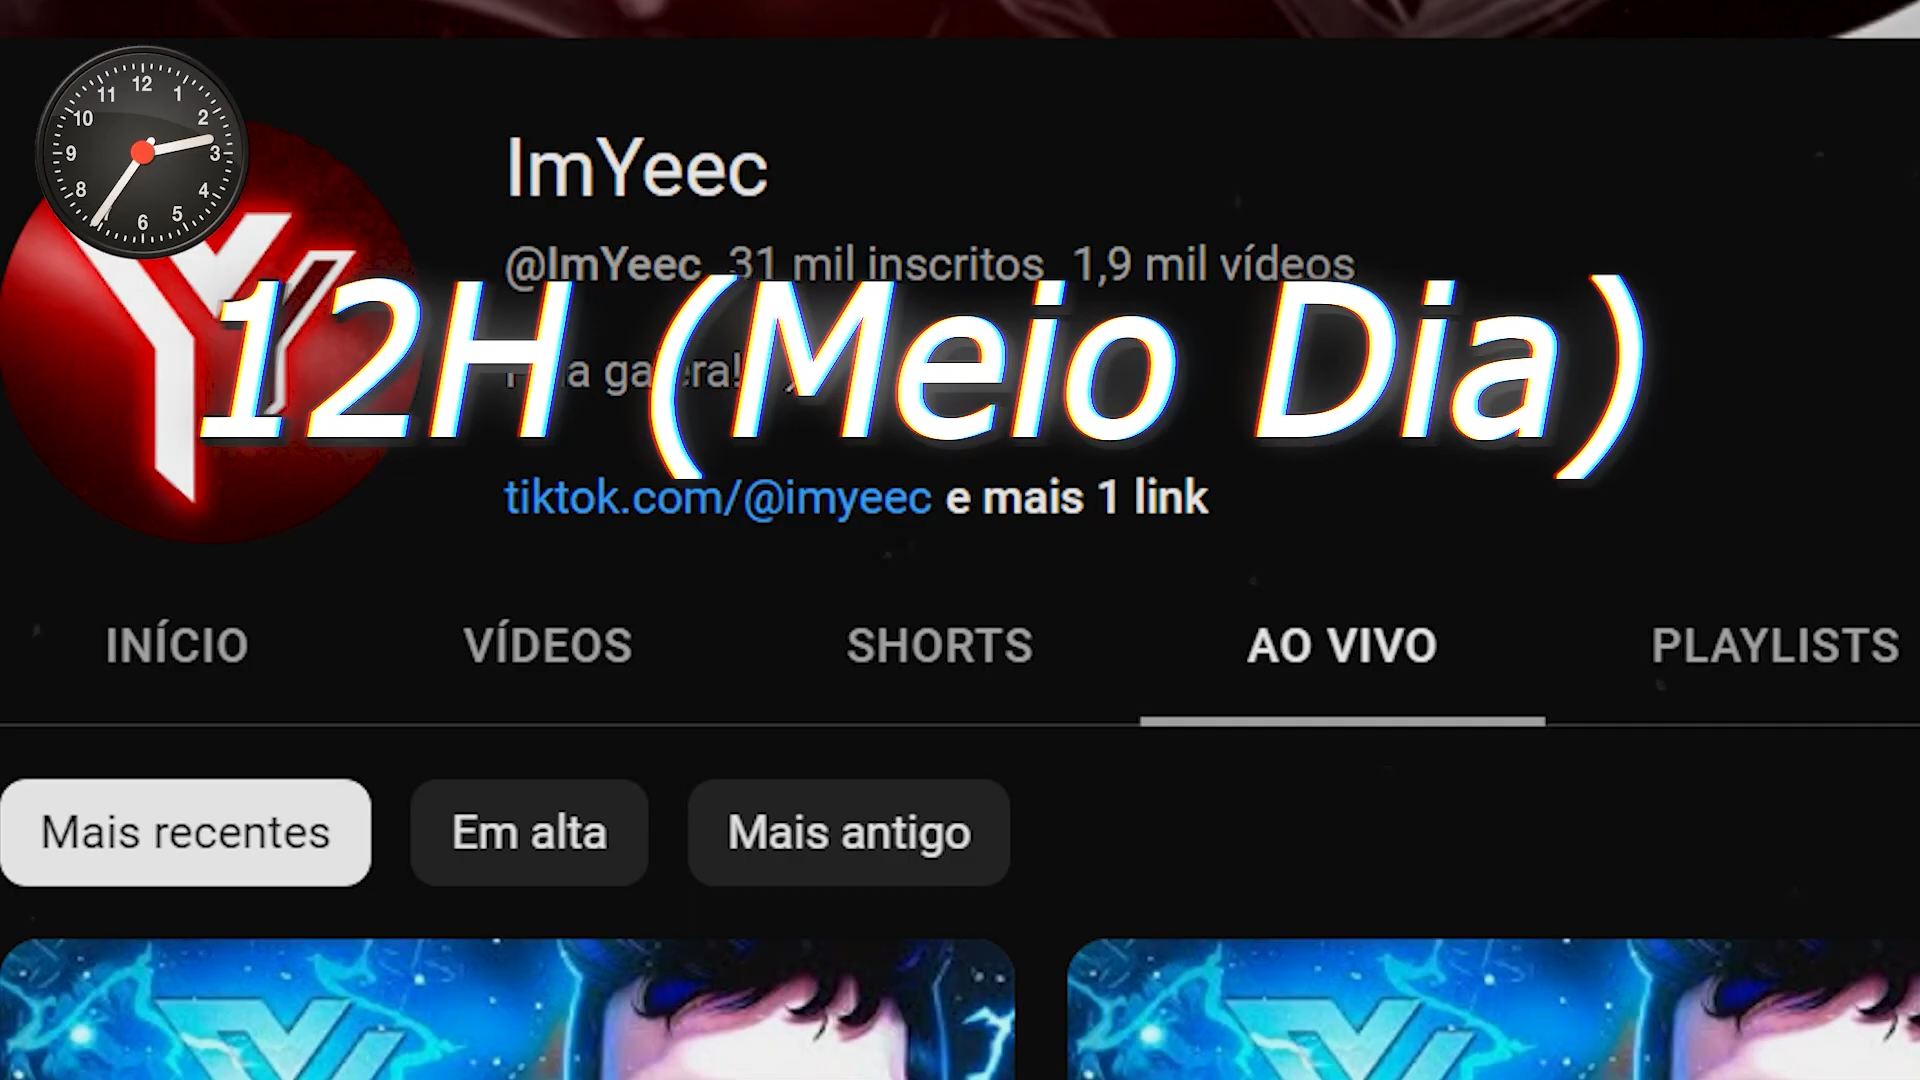 12
11 1
10 2
9 3
8 4
6 5
ImYeec
@ImYeec 31 mil inscritos 1,9 mil vídeos
12H (Meio Dia)
tiktok.com/@imyeec e mais 1 link
INÍCIO VÍDEOS SHORTS AO VIVO PLAYLISTS
Mais recentes Em alta Mais antigo